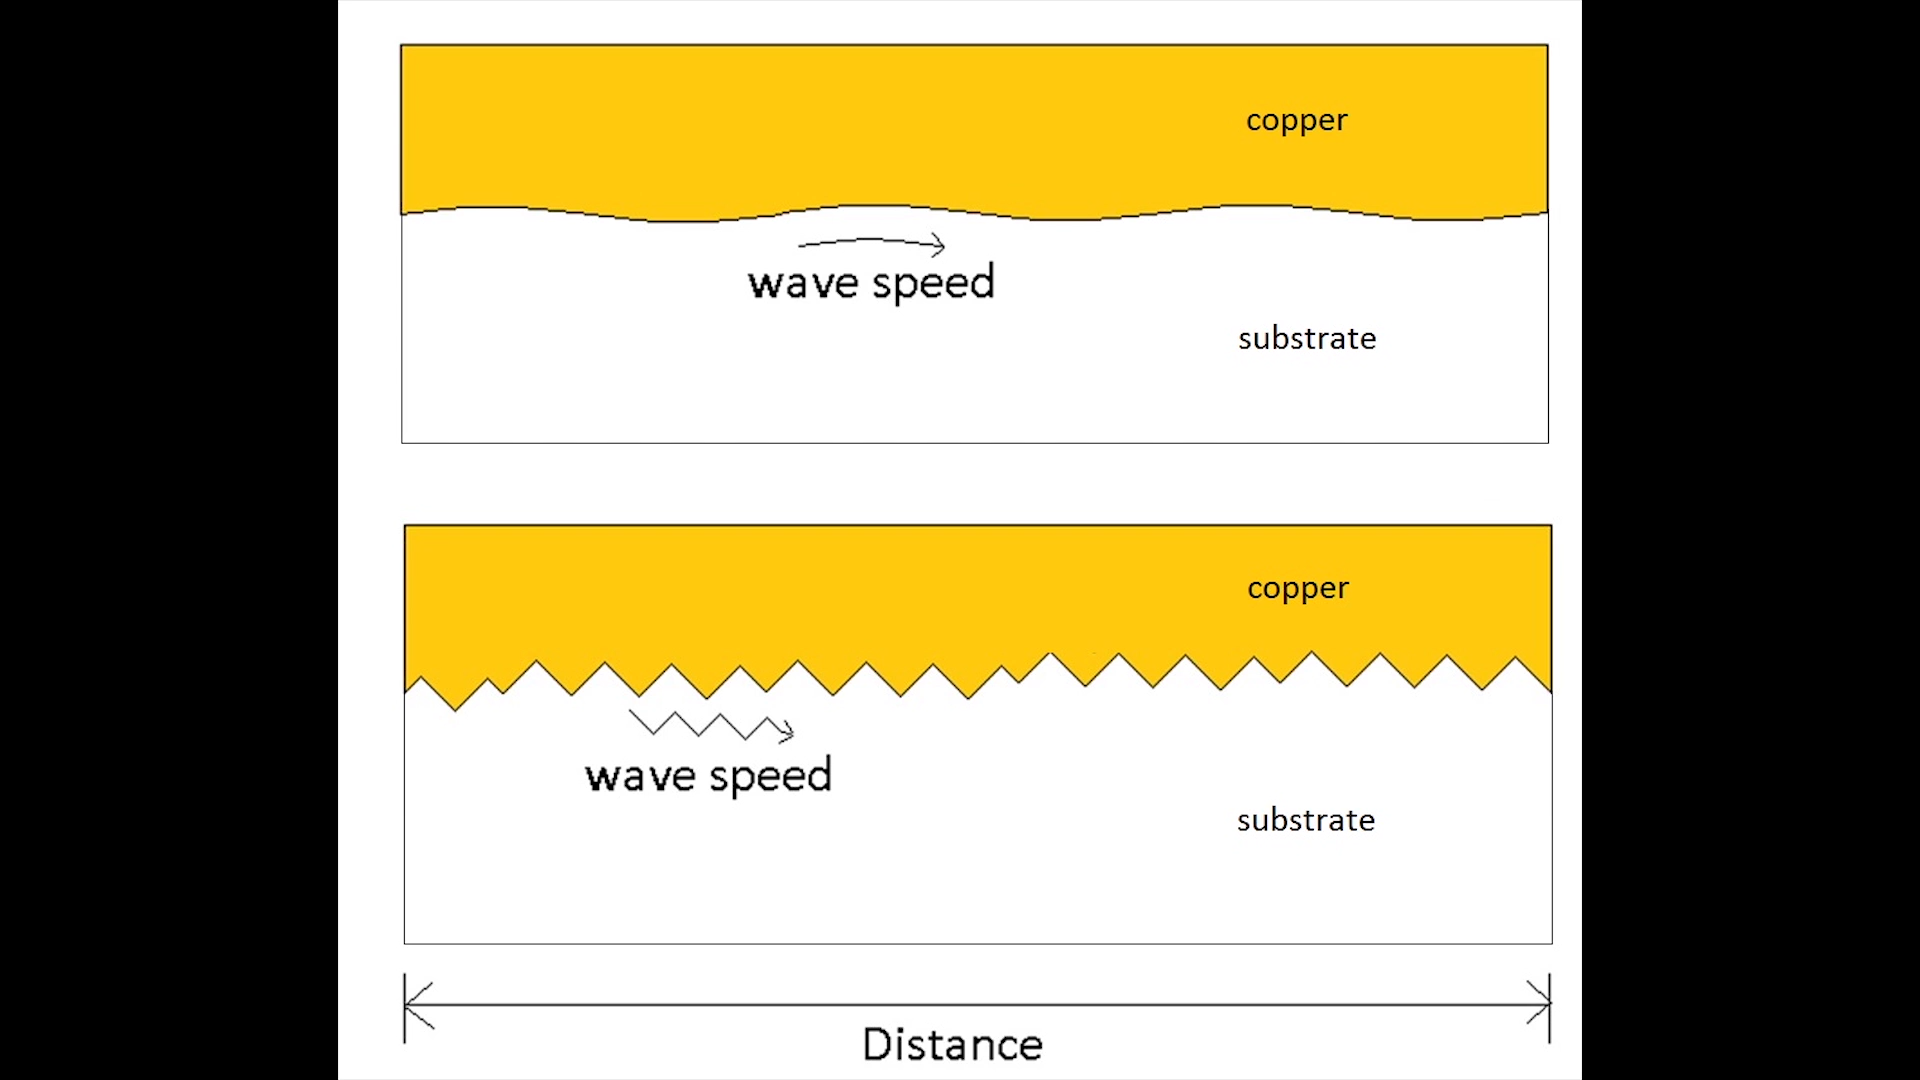 copper
wave speed
substrate
copper
wave speed
substrate
Distance